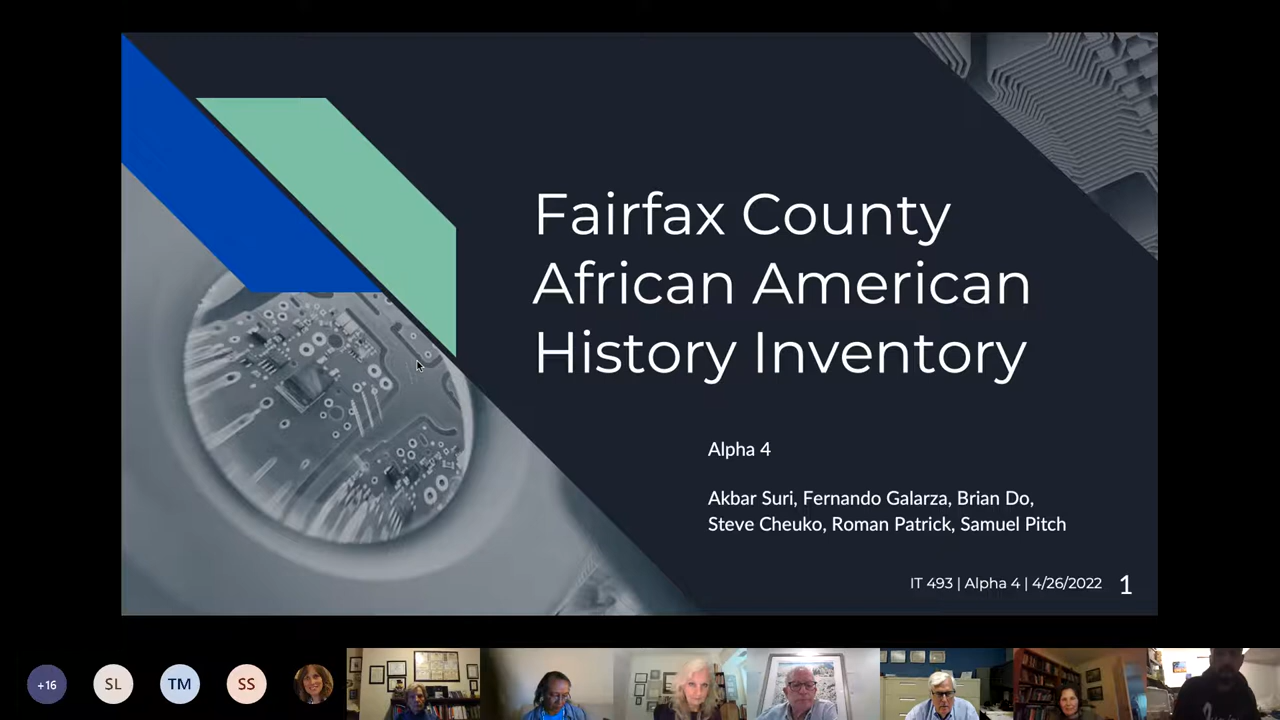 Fairfax County
African American
History Inventory
Alpha 4
Akbar Suri, Fernando Galarza, Brian Do,
Steve Cheuko, Roman Patrick, Samuel Pitch
IT 493 | Alpha 4 | 4/26/2022 1
+16 SL TM SS